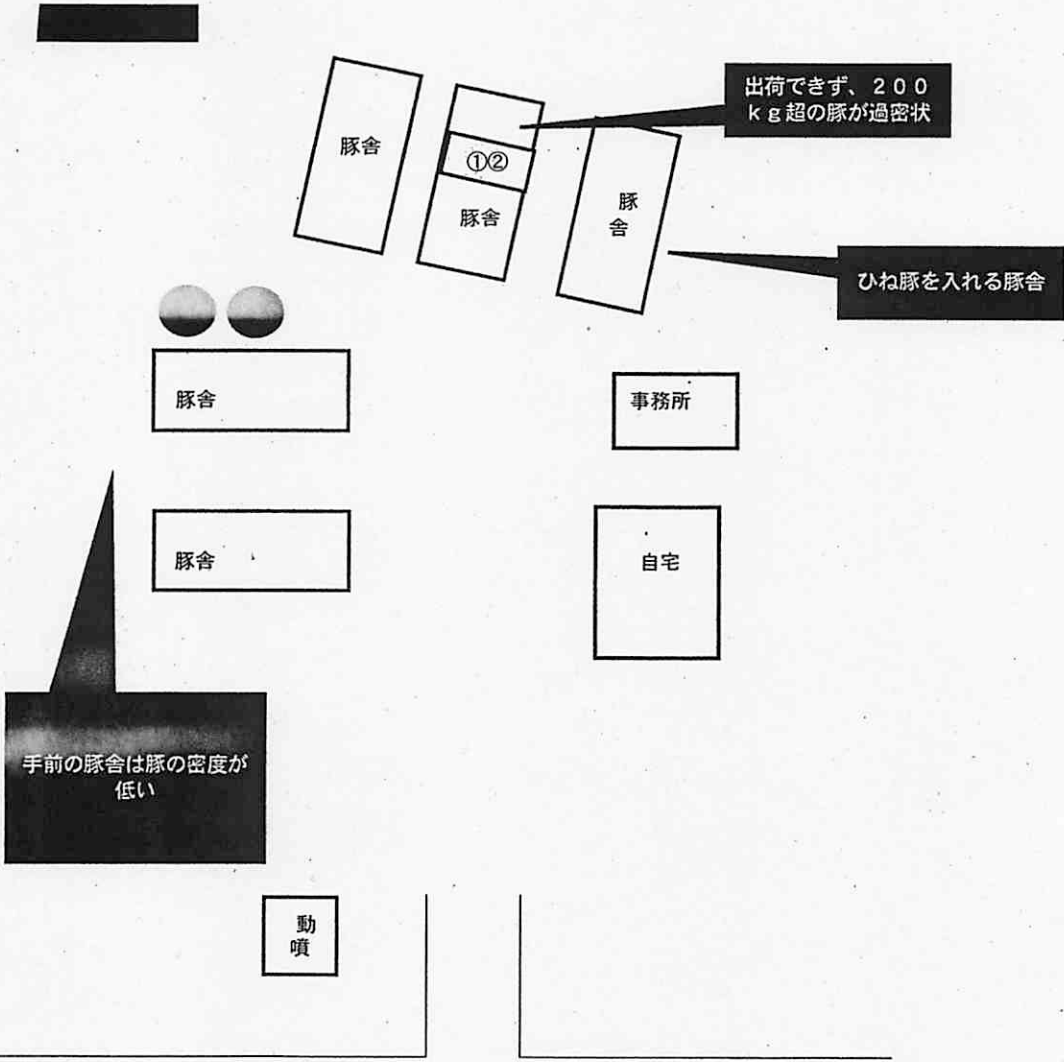 出荷できず、２００
ｋｇ超の豚が過密状
豚舎
①②
豚舎
豚
舎
ひね豚を入れる豚舎
豚舎
事務所
豚舎
自宅
手前の豚舎は豚の密度が
低い
動
噴